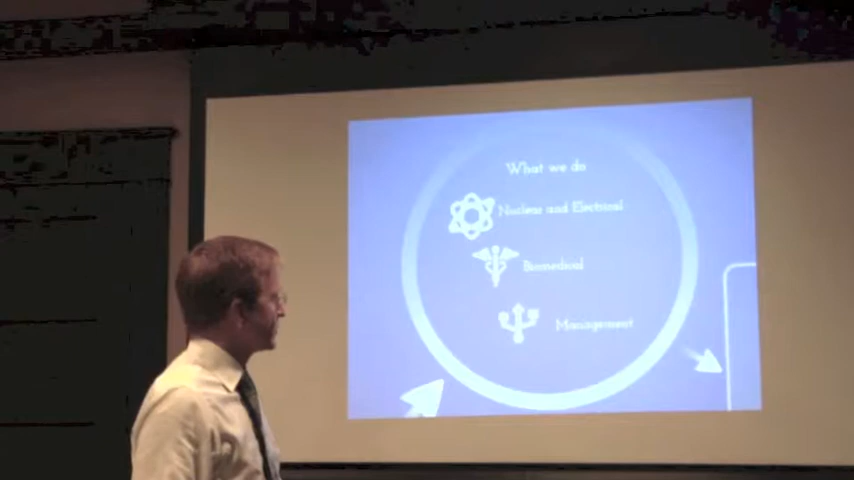 What we do
Nuclear and Electrical
Biomedical
Management